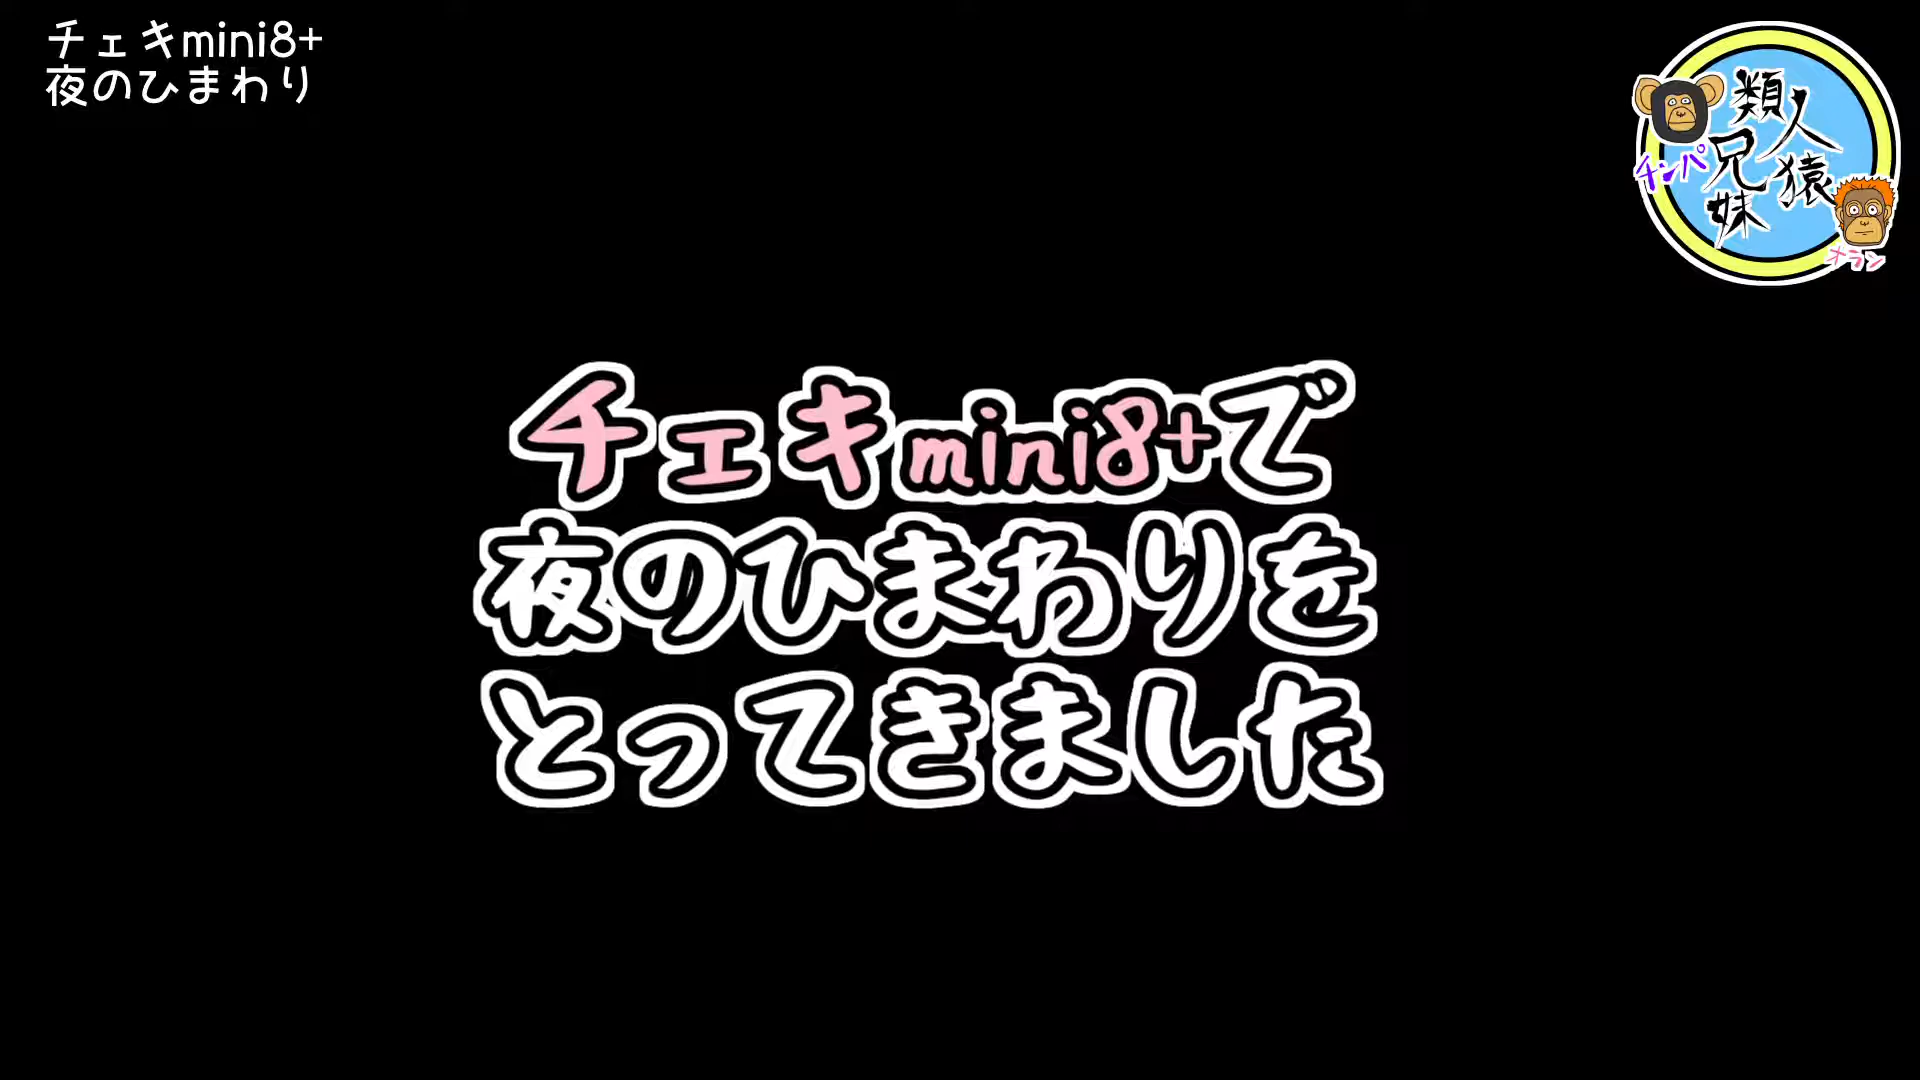 チェキmini8+
夜のひまわり
類人猿
兄妹
チンパ
オラン
チェキmini8+で
夜のひまわりを
とってきました